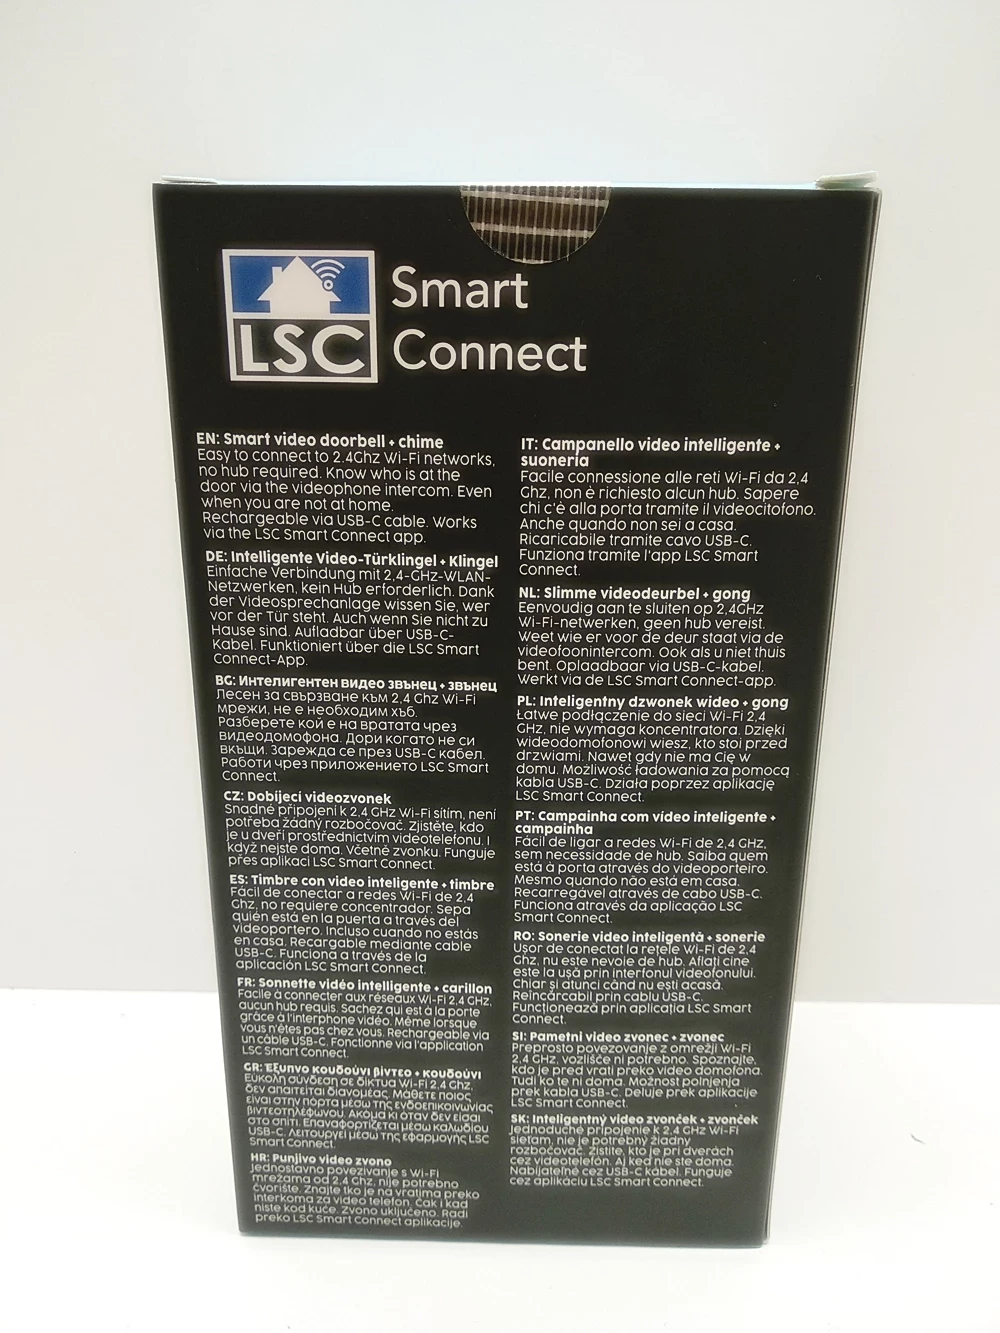 LSC
Smart
Connect
EN: Smart video doorbell + chime
Easy to connect to 2.4Ghz Wi-Fi networks,
no hub required. Know who is at the
door via the videophone intercom. Even
when you are not at home.
Rechargeable via USB-C cable. Works
via the LSC Smart Connect app.
DE: Intelligente Video-Türklingel + Klingel
Einfache Verbindung mit 2,4-GHz-WLAN-
Netzwerken, kein Hub erforderlich. Dank
der Videosprechanlage wissen Sie, wer
vor der Tür steht. Auch wenn Sie nicht zu
Hause sind. Aufladbar über USB-C-
Kabel. Funktioniert über die LSC Smart
Connect-App.
BG: Интелигентен видео звънец + звънец
Лесен за свързване към 2,4 Ghz Wi-Fi
мрежи, не е необходим хъб.
Разберете кой е на вратата чрез
видеодомофона. Дори когато не си
вкъщи. Зарежда се през USB-C кабел.
Работи чрез приложението LSC Smart
Connect.
CZ: Dobíjecí videozvonek
Snadné připojení k 2,4 GHz Wi-Fi sítím, není
potřeba žádný rozbočovač. Zjistěte, kdo
je u dveří prostřednictvím videotelefonu. I
když nejste doma. Včetně zvonku. Funguje
přes aplikaci LSC Smart Connect.
ES: Timbre con video inteligente + timbre
Fácil de conectar a redes Wi-Fi de 2,4
Ghz, no requiere concentrador. Sepa
quién está en la puerta a través del
videoportero. Incluso cuando no estás
en casa. Recargable mediante cable
USB-C. Funciona a través de la
aplicación LSC Smart Connect.
FR: Sonnette vidéo intelligente + carillon
Facile à connecter aux réseaux Wi-Fi 2,4 GHz,
aucun hub requis. Sachez qui est à la porte
grâce à l'interphone vidéo. Même lorsque
vous n'êtes pas chez vous. Rechargeable via
un câble USB-C. Fonctionne via l'application
LSC Smart Connect.
GR: Έξυπνο κουδούνι βίντεο + κουδούνι
Εύκολη σύνδεση σε δίκτυα Wi-Fi 2,4 Ghz,
δεν απαιτείται διανομέας. Μάθετε ποιος
είναι στην πόρτα μέσω της ενδοεπικοινωνίας
βιντεοτηλεφώνου. Ακόμα κι όταν δεν είσαι
στο σπίτι. Επαναφορτίζεται μέσω καλωδίου
USB-C. Λειτουργεί μέσω της εφαρμογής LSC
Smart Connect.
HR: Punjivo video zvono
Jednostavno povezivanje s Wi-Fi
mrežama od 2,4 Ghz, nije potrebno
čvorište. Znajte tko je na vratima preko
interkoma za video telefon. Čak i kad
niste kod kuće. Zvono uključeno. Radi
preko LSC Smart Connect aplikacije.
IT: Campanello video intelligente +
suoneria
Facile connessione alle reti Wi-Fi da 2,4
Ghz, non è richiesto alcun hub. Sapere
chi c'è alla porta tramite il videocitofono.
Anche quando non sei a casa.
Ricaricabile tramite cavo USB-C.
Funziona tramite l'app LSC Smart
Connect.
NL: Slimme videodeurbel + gong
Eenvoudig aan te sluiten op 2,4GHz
Wi-Fi-netwerken, geen hub vereist.
Weet wie er voor de deur staat via de
videofoonintercom. Ook als u niet thuis
bent. Oplaadbaar via USB-C-kabel.
Werkt via de LSC Smart Connect-app.
PL: Inteligentny dzwonek wideo + gong
Łatwe podłączenie do sieci Wi-Fi 2,4
GHz, nie wymaga koncentratora. Dzięki
wideodomofonowi wiesz, kto stoi przed
drzwiami. Nawet gdy nie ma Cię w
domu. Możliwość ładowania za pomocą
kabla USB-C. Działa poprzez aplikację
LSC Smart Connect.
PT: Campainha com vídeo inteligente +
campainha
Fácil de ligar a redes Wi-Fi de 2,4 GHz,
sem necessidade de hub. Saiba quem
está à porta através do videoporteiro.
Mesmo quando não está em casa.
Recarregável através de cabo USB-C.
Funciona através da aplicação LSC
Smart Connect.
RO: Sonerie video inteligentă + sonerie
Ușor de conectat la rețele Wi-Fi de 2,4
Ghz, nu este nevoie de hub. Aflați cine
este la ușă prin interfonul videofonului.
Chiar și atunci când nu ești acasă.
Reîncărcabil prin cablu USB-C.
Funcționează prin aplicația LSC Smart
Connect.
SI: Pametni video zvonec + zvonec
Preprosto povezovanje z omrežji Wi-Fi
2,4 GHz, vozlišče ni potrebno. Spoznajte,
kdo je pred vrati preko video domofona.
Tudi ko te ni doma. Možnost polnjenja
prek kabla USB-C. Deluje prek aplikacije
LSC Smart Connect.
SK: Inteligentný video zvonček + zvonček
Jednoduché pripojenie k 2,4 GHz Wi-Fi
sieťam, nie je potrebný žiadny
rozbočovač. Zistite, kto je pri dverách
cez videotelefón. Aj keď nie ste doma.
Nabíjateľné cez USB-C kábel. Funguje
cez aplikáciu LSC Smart Connect.